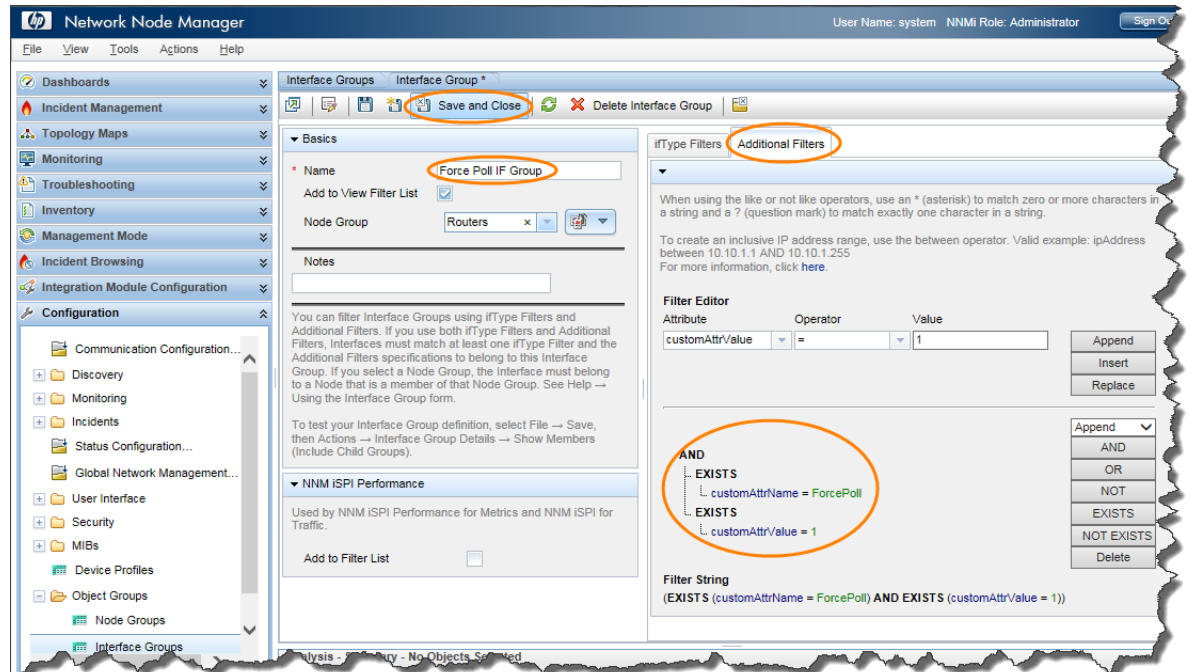 hp Network Node Manager
User Name: system NNMi Role: Administrator
Sign Ou
File View Tools Actions Help
Dashboards
Incident Management
Topology Maps
Monitoring
Troubleshooting
Inventory
Management Mode
Incident Browsing
Integration Module Configuration
Configuration
Communication Configuration...
Discovery
Monitoring
Incidents
Status Configuration...
Global Network Management...
User Interface
Security
MIBs
Device Profiles
Object Groups
Node Groups
Interface Groups
Interface Groups Interface Group *
Save and Close Delete Interface Group
Basics
* Name Force Poll IF Group
Add to View Filter List
Node Group Routers
Notes
You can filter Interface Groups using ifType Filters and
Additional Filters. If you use both ifType Filters and Additional
Filters, Interfaces must match at least one ifType Filter and the
Additional Filters specifications to belong to this Interface
Group. If you select a Node Group, the Interface must belong
to a Node that is a member of that Node Group. See Help →
Using the Interface Group form.
To test your Interface Group definition, select File → Save,
then Actions → Interface Group Details → Show Members
(Include Child Groups).
NNM iSPI Performance
Used by NNM iSPI Performance for Metrics and NNM iSPI for
Traffic.
Add to Filter List
ifType Filters Additional Filters
When using the like or not like operators, use an * (asterisk) to match zero or more characters in
a string and a ? (question mark) to match exactly one character in a string.
To create an inclusive IP address range, use the between operator. Valid example: ipAddress
between 10.10.1.1 AND 10.10.1.255
For more information, click here.
Filter Editor
Attribute Operator Value
customAttrValue = 1
Append
Insert
Replace
Append
AND
OR
NOT
EXISTS
NOT EXISTS
Delete
AND
EXISTS
customAttrName = ForcePoll
EXISTS
customAttrValue = 1
Filter String
(EXISTS (customAttrName = ForcePoll) AND EXISTS (customAttrValue = 1))
No Objects Selected